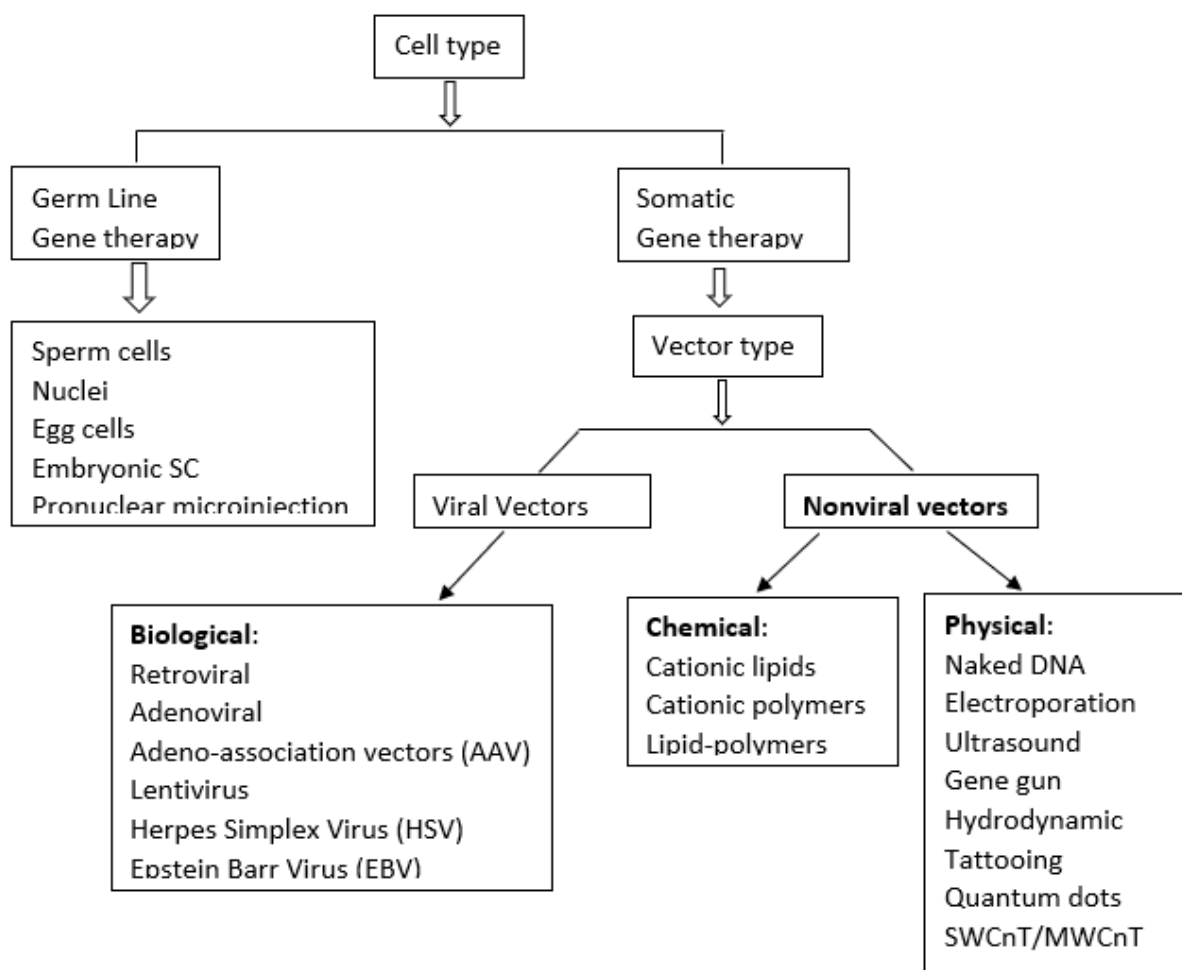 Cell type
Germ Line
Gene therapy
Somatic
Gene therapy
Sperm cells
Nuclei
Egg cells
Embryonic SC
Pronuclear microinjection
Vector type
Viral Vectors
Nonviral vectors
Biological:
Retroviral
Adenoviral
Adeno-association vectors (AAV)
Lentivirus
Herpes Simplex Virus (HSV)
Epstein Barr Virus (EBV)
Chemical:
Cationic lipids
Cationic polymers
Lipid-polymers
Physical:
Naked DNA
Electroporation
Ultrasound
Gene gun
Hydrodynamic
Tattooing
Quantum dots
SWCnT/MWCnT